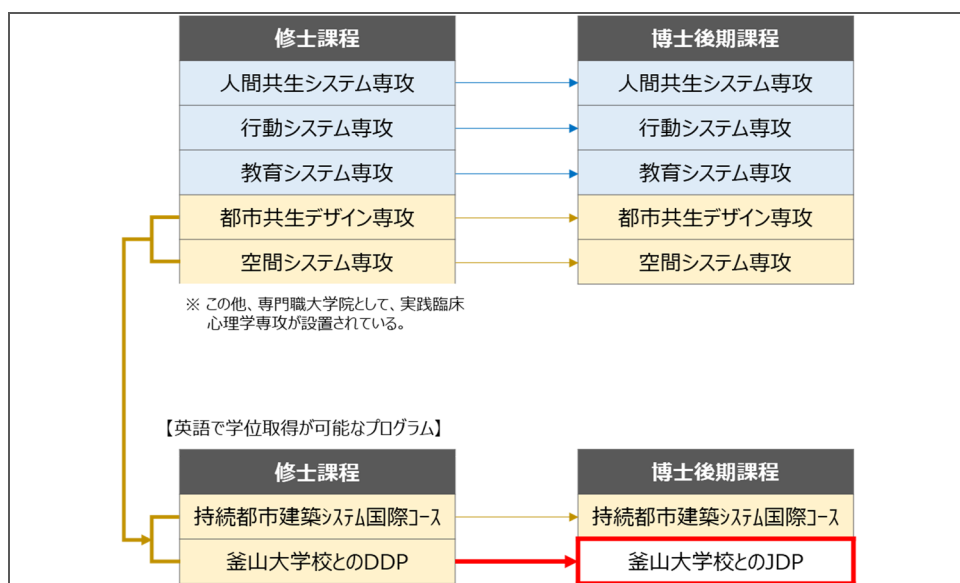 修士課程
博士後期課程
人間共生システム専攻
人間共生システム専攻
行動システム専攻
行動システム専攻
教育システム専攻
教育システム専攻
都市共生デザイン専攻
都市共生デザイン専攻
空間システム専攻
空間システム専攻
※ この他、専門職大学院として、実践臨床
心理学専攻が設置されている。
【英語で学位取得が可能なプログラム】
修士課程
博士後期課程
持続都市建築システム国際コース
持続都市建築システム国際コース
釜山大学校とのDDP
釜山大学校とのJDP